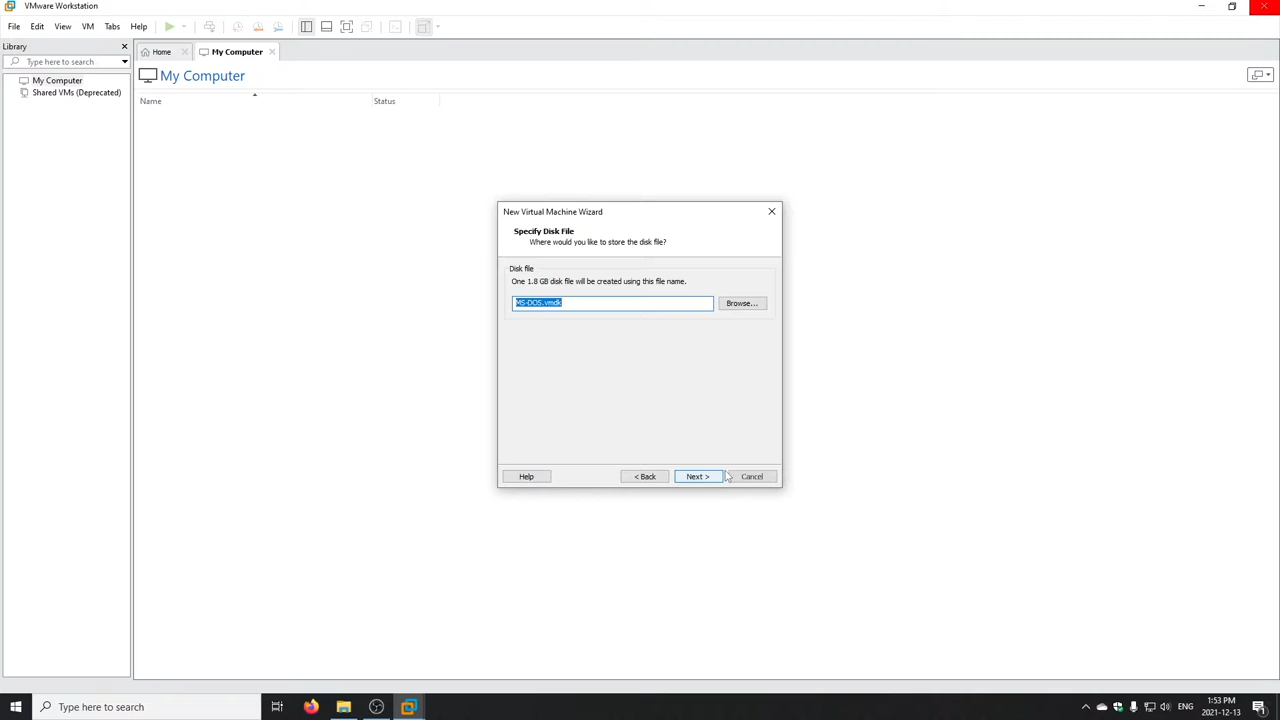 VMware Workstation
File Edit View VM Tabs Help
Library
Type here to search
My Computer
Shared VMs (Deprecated)
Home
My Computer
My Computer
Name Status
New Virtual Machine Wizard
Specify Disk File
Where would you like to store the disk file?
Disk file
One 1.8 GB disk file will be created using this file name.
MS-DOS.vmdk Browse...
Help < Back Next > Cancel
Type here to search
ENG
1:53 PM
2021-12-13
1